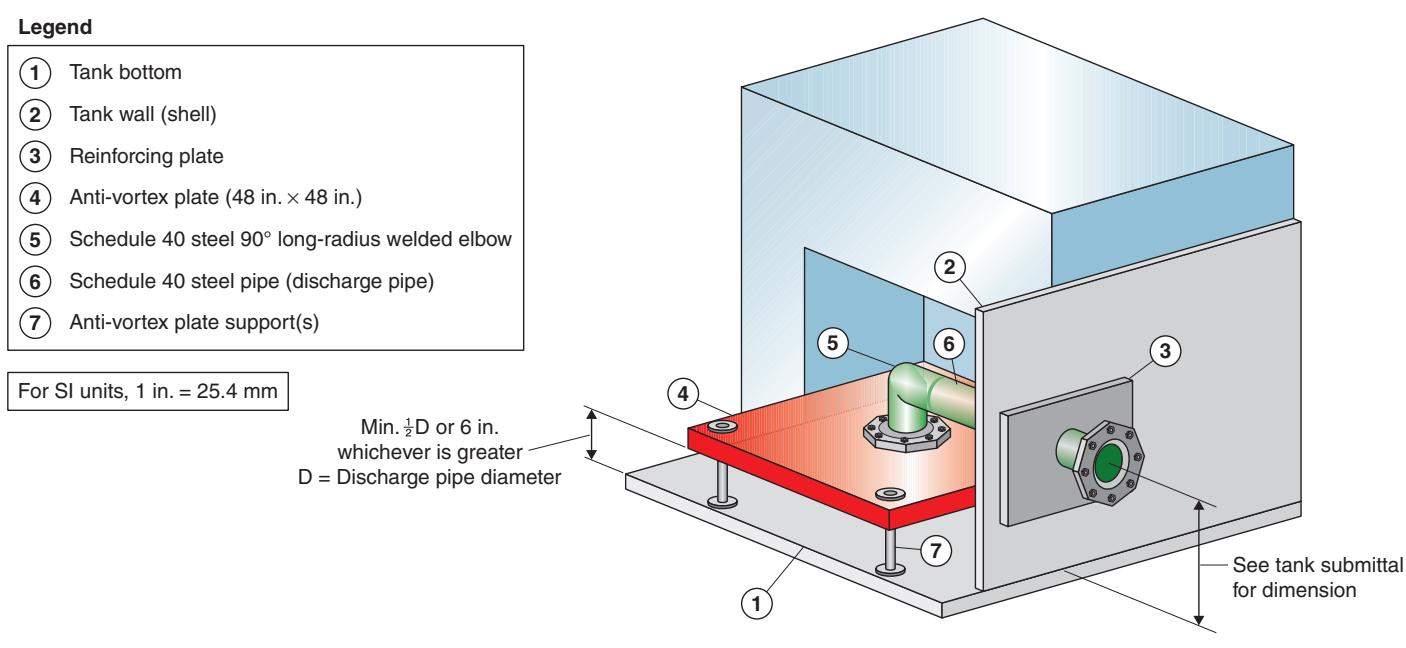 Legend
1 Tank bottom
2 Tank wall (shell)
3 Reinforcing plate
4 Anti-vortex plate (48 in. × 48 in.)
5 Schedule 40 steel 90° long-radius welded elbow
6 Schedule 40 steel pipe (discharge pipe)
7 Anti-vortex plate support(s)
For SI units, 1 in. = 25.4 mm
Min. ½D or 6 in.
whichever is greater
D = Discharge pipe diameter
2
5
6
3
4
7
1
See tank submittal
for dimension